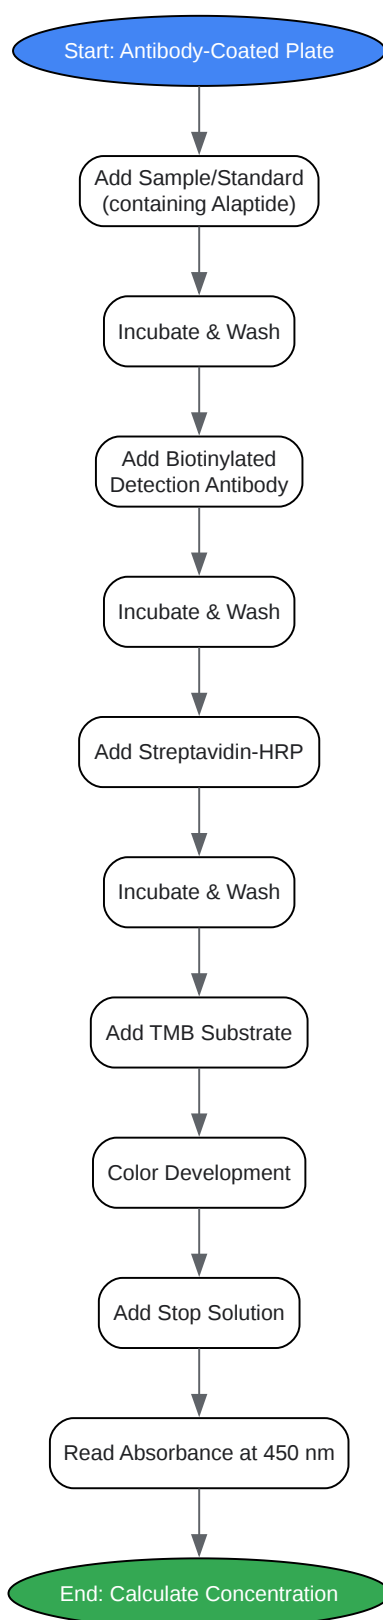 Start: Antibody-Coated Plate
Add Sample/Standard
(containing Alaptide)
Incubate & Wash
Add Biotinylated
Detection Antibody
Incubate & Wash
Add Streptavidin-HRP
Incubate & Wash
Add TMB Substrate
Color Development
Add Stop Solution
Read Absorbance at 450 nm
End: Calculate Concentration